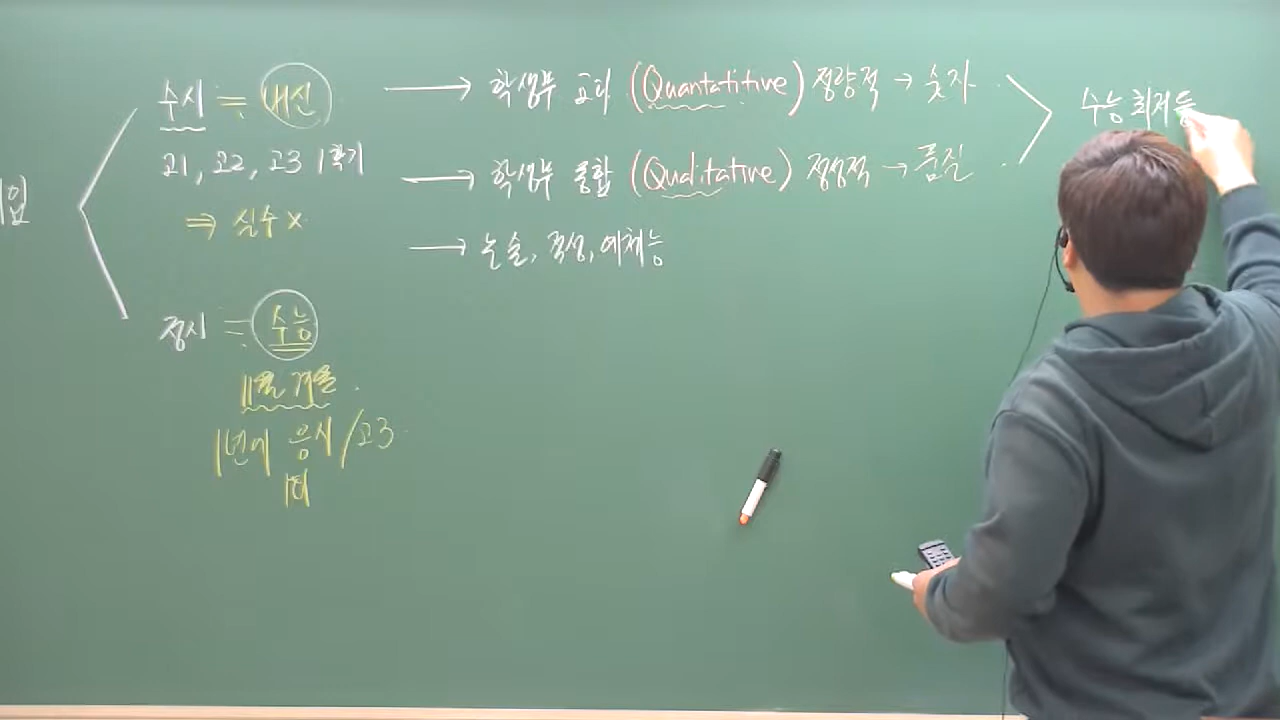 수시 ≒ 내신
고1, 고2, 고3 1학기
⇒ 실수 x
정시 ≒ 수능
11월 겨울
1년에 응시 / 고3
1번
→ 학생부 교과 (Quantatitive) 정량적 → 숫자
→ 학생부 종합 (Qualitative) 정성적 → 품질
→ 논술, 적성, 예체능
수능 최저등